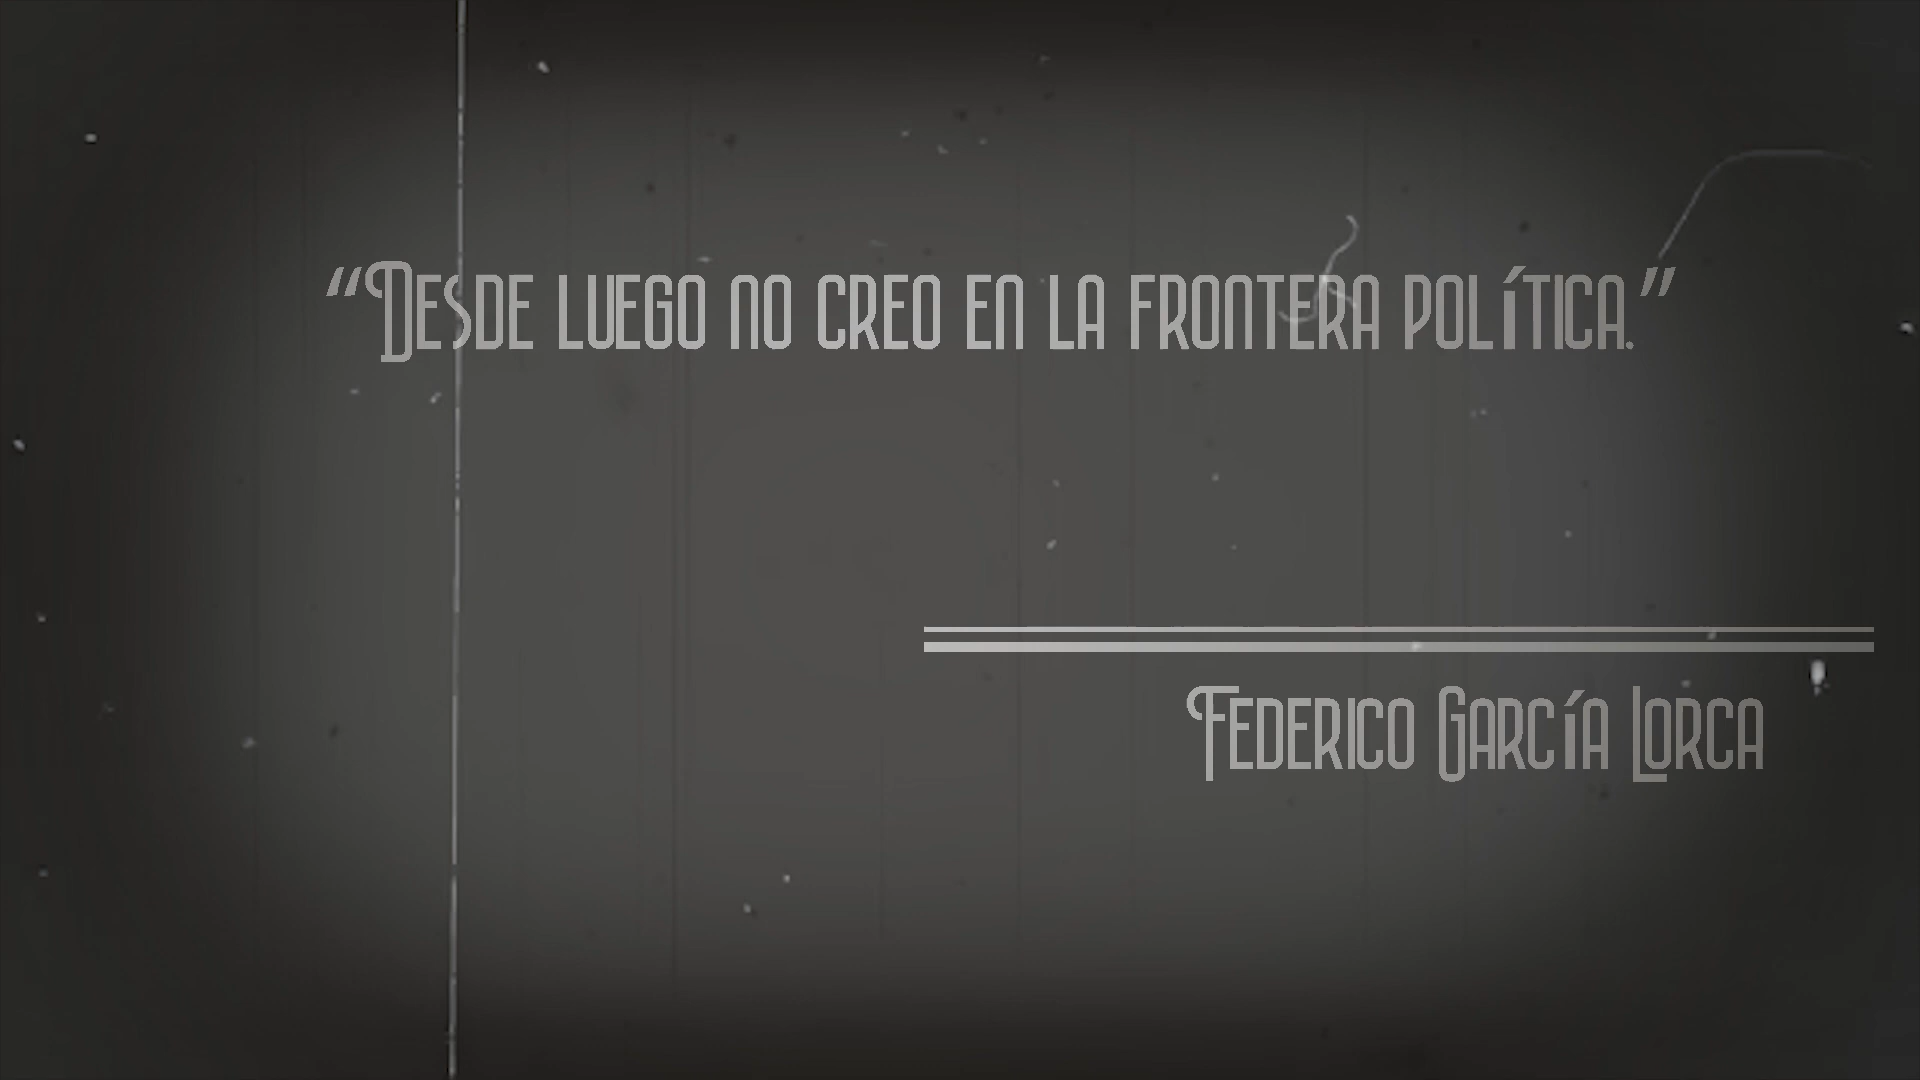 “Desde luego no creo en la frontera política.”
Federico García Lorca